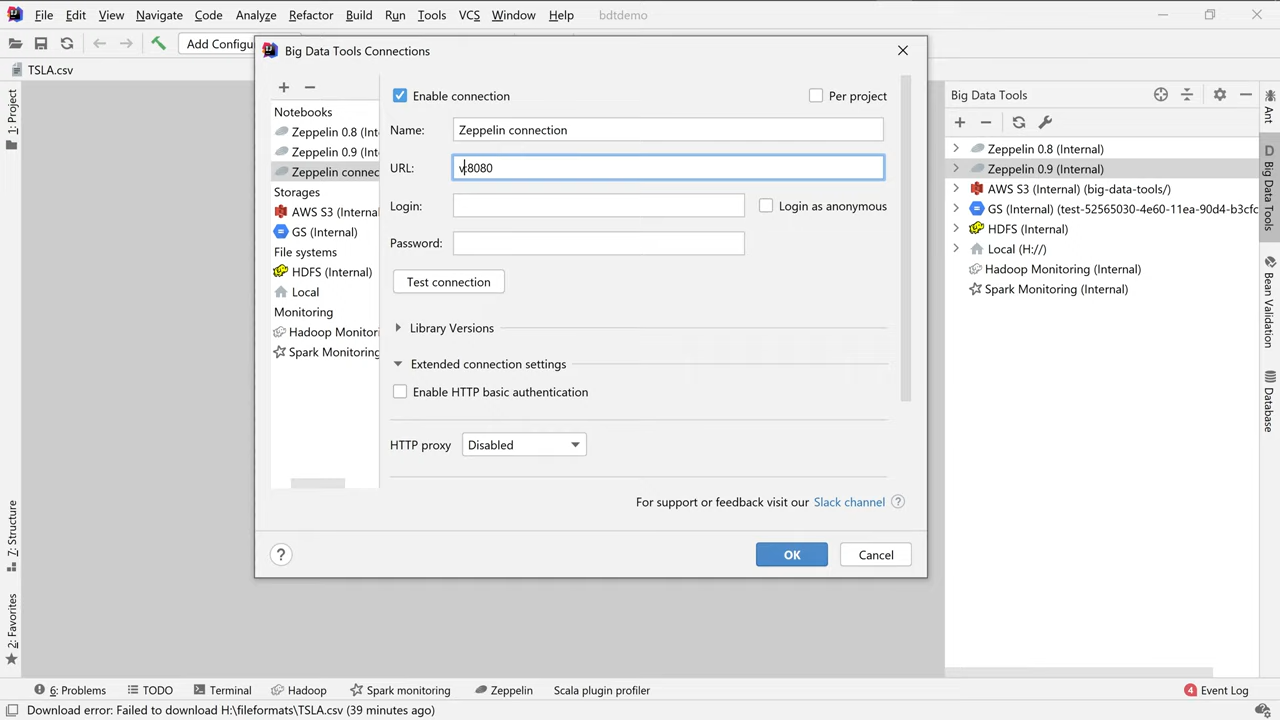 File Edit View Navigate Code Analyze Refactor Build Run Tools VCS Window Help bdtdemo
Add Configu
TSLA.csv
1: Project
7: Structure
2: Favorites
Big Data Tools Connections
Notebooks
Zeppelin 0.8 (Inte
Zeppelin 0.9 (Int
Zeppelin connec
Storages
AWS S3 (Interna
GS (Internal)
File systems
HDFS (Internal)
Local
Monitoring
Hadoop Monitor
Spark Monitoring
Enable connection
Per project
Name: Zeppelin connection
URL: v:8080
Login:
Login as anonymous
Password:
Test connection
Library Versions
Extended connection settings
Enable HTTP basic authentication
HTTP proxy Disabled
For support or feedback visit our Slack channel ?
?
OK
Cancel
Big Data Tools
Zeppelin 0.8 (Internal)
Zeppelin 0.9 (Internal)
AWS S3 (Internal) (big-data-tools/)
GS (Internal) (test-52565030-4e60-11ea-90d4-b3cfc
HDFS (Internal)
Local (H://)
Hadoop Monitoring (Internal)
Spark Monitoring (Internal)
Ant
D Big Data Tools
Bean Validation
Database
6: Problems TODO Terminal Hadoop Spark monitoring Zeppelin Scala plugin profiler 4 Event Log
Download error: Failed to download H:\fileformats\TSLA.csv (39 minutes ago)